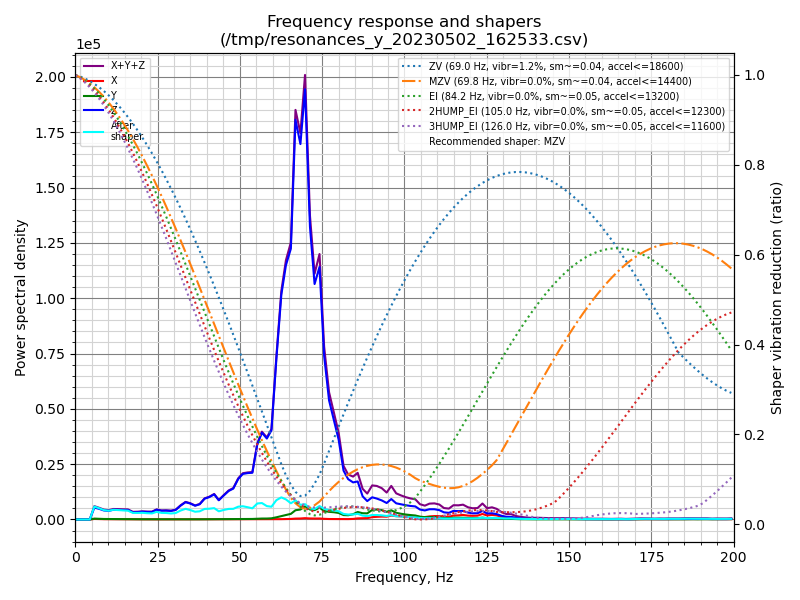 Frequency response and shapers
(/tmp/resonances_y_20230502_162533.csv)
1e5
X+Y+Z
X
Y
Z
After
shaper
ZV (69.0 Hz, vibr=1.2%, sm~=0.04, accel<=18600)
MZV (69.8 Hz, vibr=0.0%, sm~=0.04, accel<=14400)
EI (84.2 Hz, vibr=0.0%, sm~=0.05, accel<=13200)
2HUMP_EI (105.0 Hz, vibr=0.0%, sm~=0.05, accel<=12300)
3HUMP_EI (126.0 Hz, vibr=0.0%, sm~=0.05, accel<=11600)
Recommended shaper: MZV
Power spectral density
2.00
1.75
1.50
1.25
1.00
0.75
0.50
0.25
0.00
1.0
0.8
0.6
0.4
0.2
0.0
Shaper vibration reduction (ratio)
0 25 50 75 100 125 150 175 200
Frequency, Hz